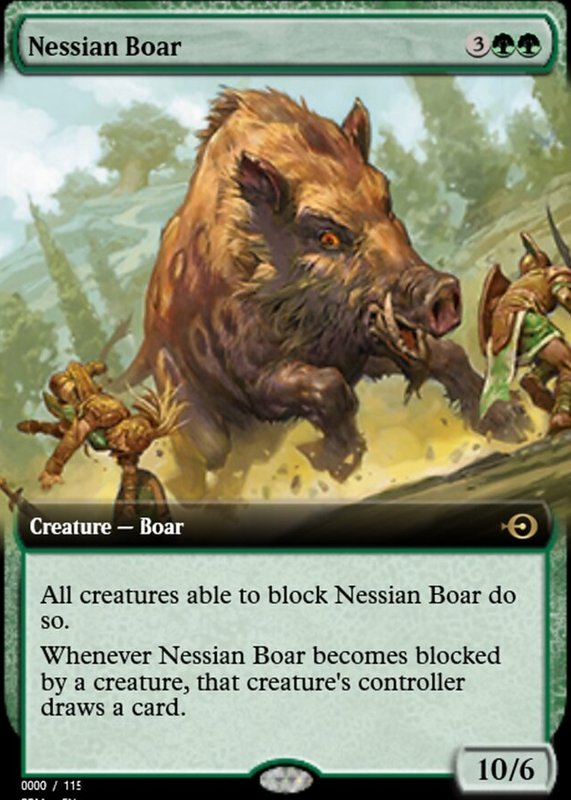 Nessian Boar 3
Creature — Boar
All creatures able to block Nessian Boar do
so.
Whenever Nessian Boar becomes blocked
by a creature, that creature's controller
draws a card.
10/6
0000 / 115